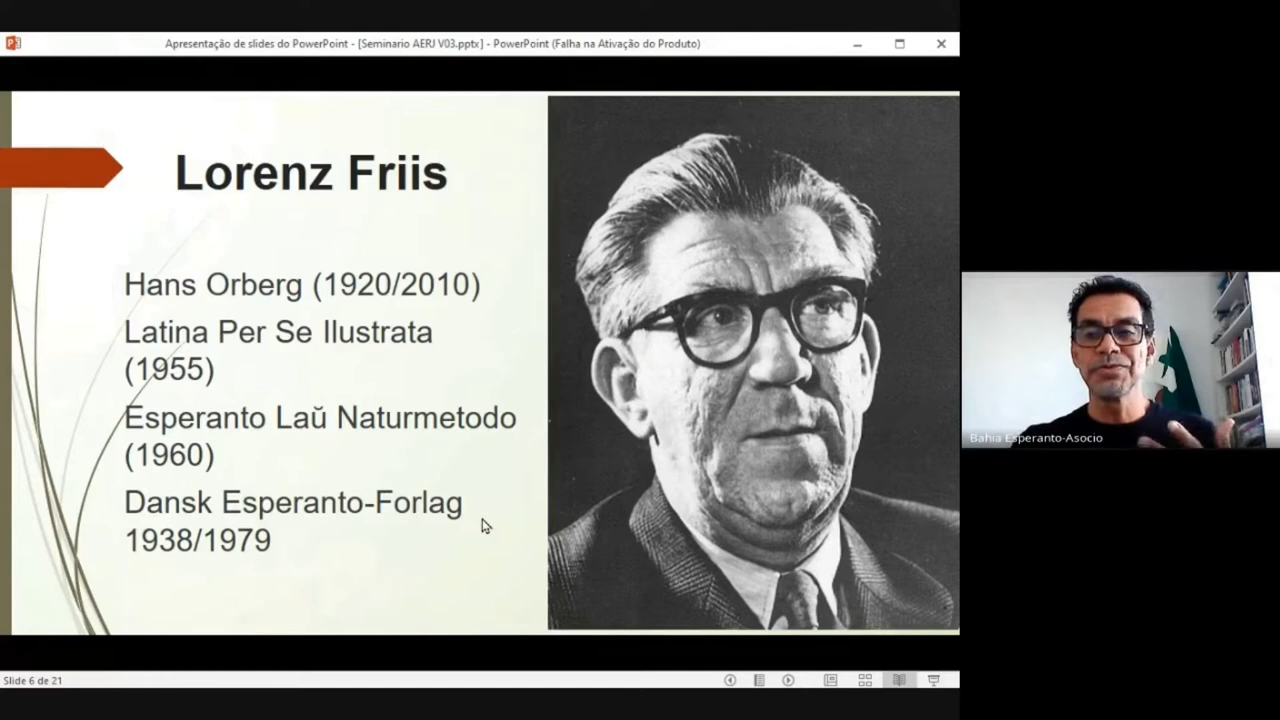 Apresentação de slides do PowerPoint - [Seminario AERJ V03.pptx] - PowerPoint (Falha na Ativação do Produto)
Lorenz Friis
Hans Orberg (1920/2010)
Latina Per Se Ilustrata
(1955)
Esperanto Laŭ Naturmetodo
(1960)
Dansk Esperanto-Forlag
1938/1979
Bahia Esperanto-Asocio
Slide 6 de 21